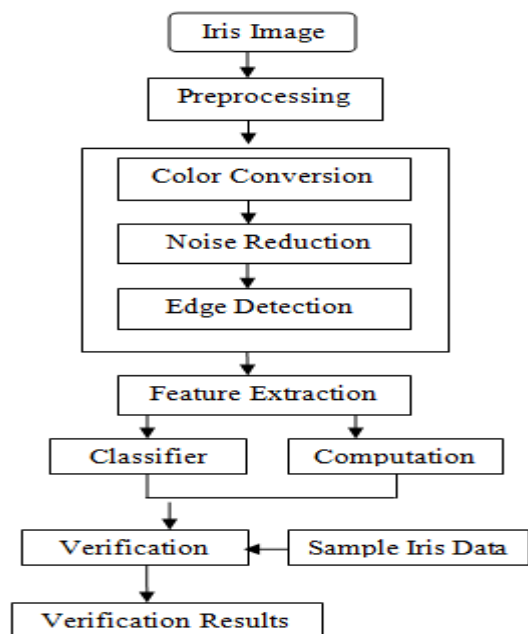 Iris Image
Preprocessing
Color Conversion
Noise Reduction
Edge Detection
Feature Extraction
Classifier
Computation
Verification
Sample Iris Data
Verification Results